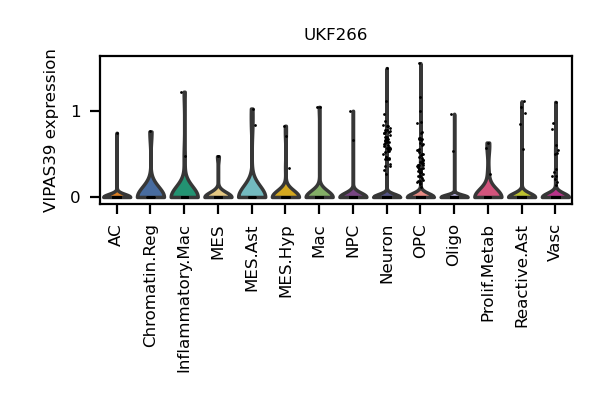 UKF266
VIPAS39 expression
1
0
AC
Chromatin.Reg
Inflammatory.Mac
MES
MES.Ast
MES.Hyp
Mac
NPC
Neuron
OPC
Oligo
Prolif.Metab
Reactive.Ast
Vasc